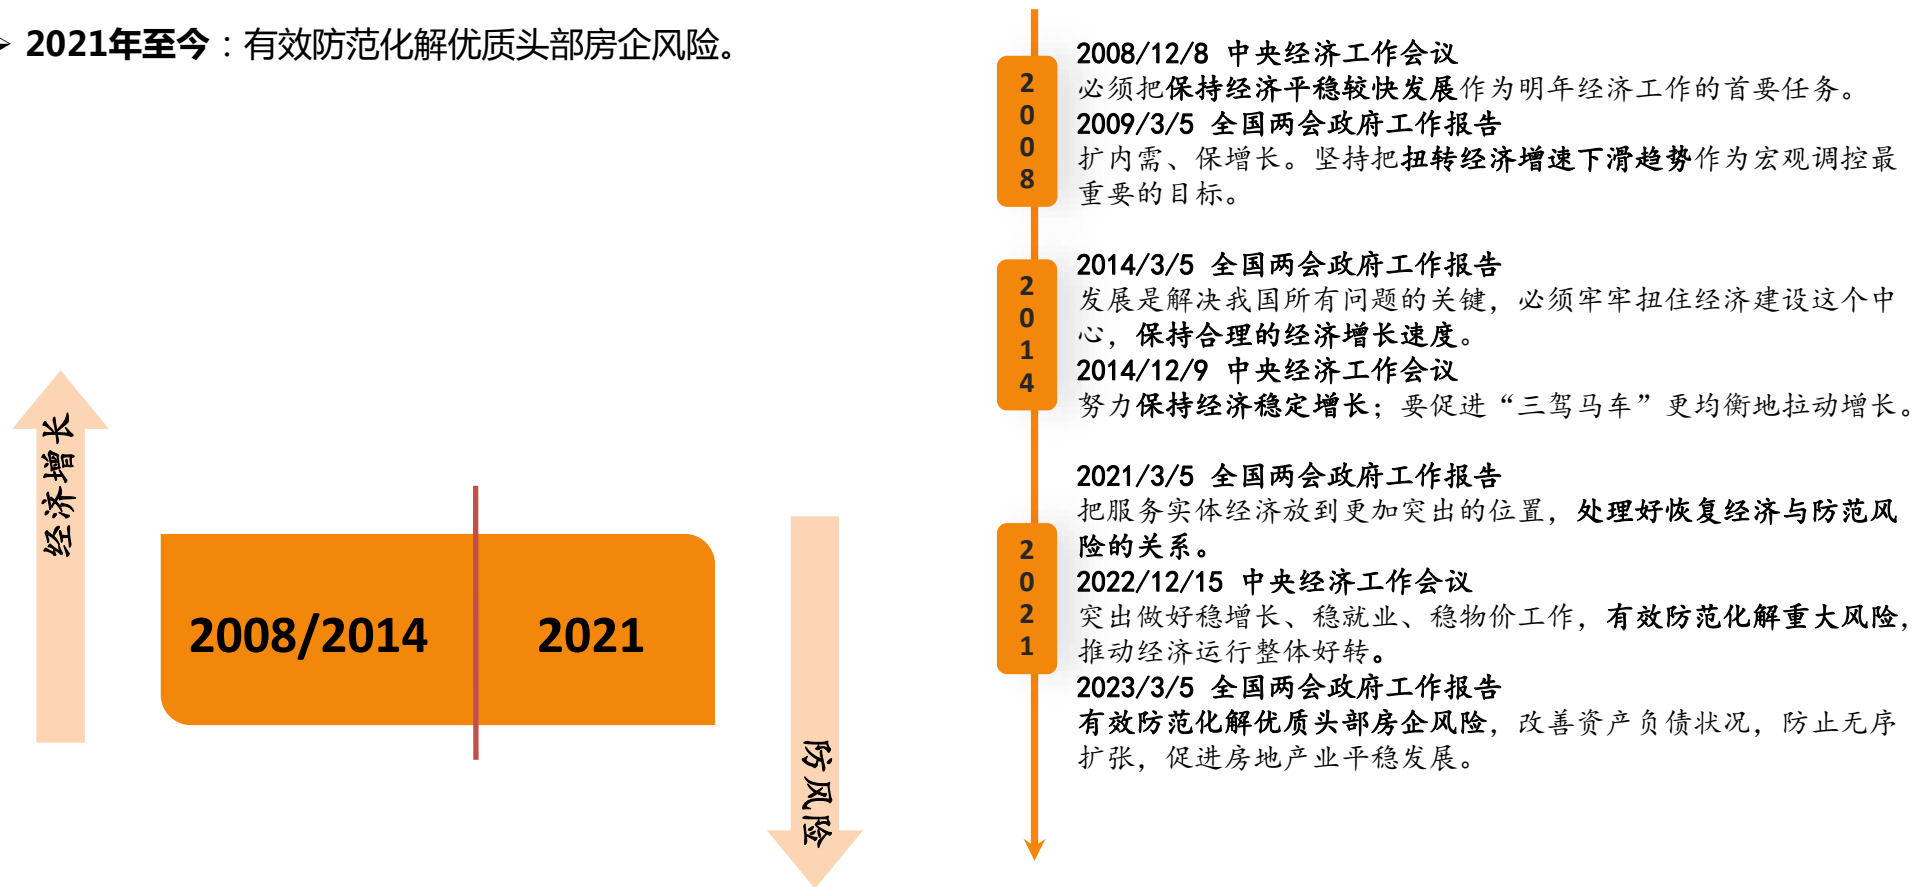 ➢ 2021年至今：有效防范化解优质头部房企风险。
经济增长
2008/2014
2021
防风险
2008
2008/12/8 中央经济工作会议
必须把保持经济平稳较快发展作为明年经济工作的首要任务。
2009/3/5 全国两会政府工作报告
扩内需、保增长。坚持把扭转经济增速下滑趋势作为宏观调控最
重要的目标。
2014
2014/3/5 全国两会政府工作报告
发展是解决我国所有问题的关键，必须牢牢扭住经济建设这个中
心，保持合理的经济增长速度。
2014/12/9 中央经济工作会议
努力保持经济稳定增长；要促进“三驾马车”更均衡地拉动增长。
2021
2021/3/5 全国两会政府工作报告
把服务实体经济放到更加突出的位置，处理好恢复经济与防范风
险的关系。
2022/12/15 中央经济工作会议
突出做好稳增长、稳就业、稳物价工作，有效防范化解重大风险，
推动经济运行整体好转。
2023/3/5 全国两会政府工作报告
有效防范化解优质头部房企风险，改善资产负债状况，防止无序
扩张，促进房地产业平稳发展。